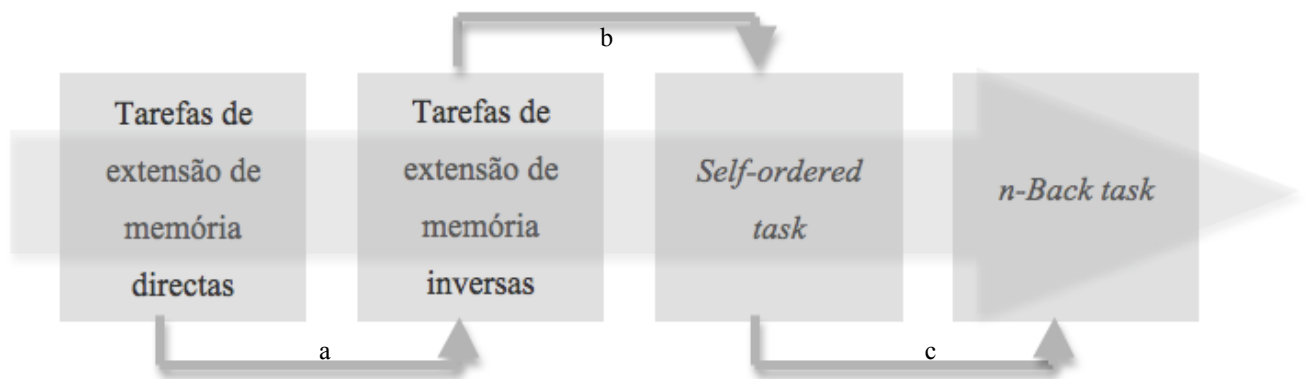 b
Tarefas de
extensão de
memória
directas
Tarefas de
extensão de
memória
inversas
Self-ordered
task
n-Back task
a
c